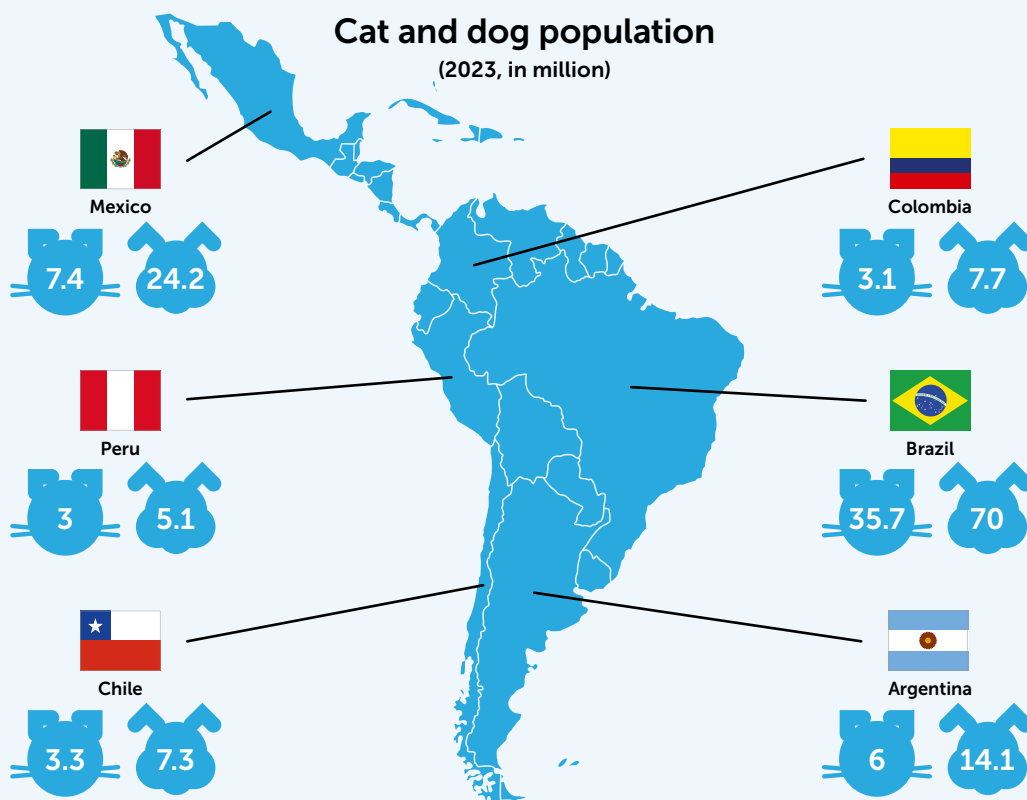 Cat and dog population
(2023, in million)
Mexico
7.4 24.2
Colombia
3.1 7.7
Peru
3 5.1
Brazil
35.7 70
Chile
3.3 7.3
Argentina
6 14.1